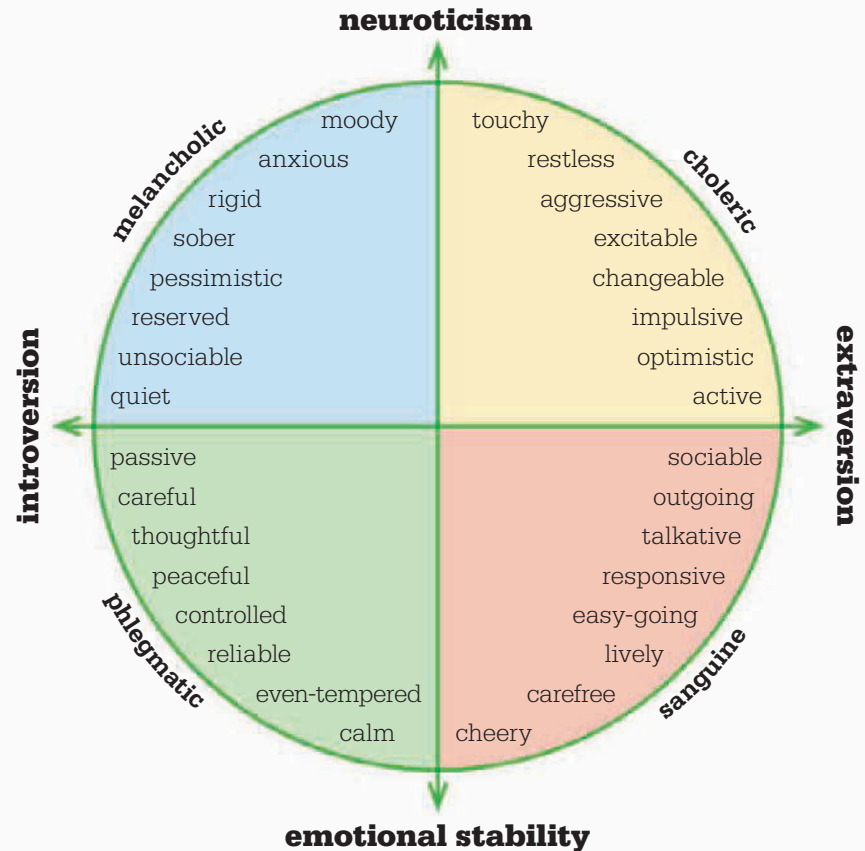 neuroticism
melancholic
choleric
moody
anxious
rigid
sober
pessimistic
reserved
unsociable
quiet
touchy
restless
aggressive
excitable
changeable
impulsive
optimistic
active
introversion
extraversion
passive
careful
thoughtful
peaceful
controlled
reliable
even-tempered
calm
sociable
outgoing
talkative
responsive
easy-going
lively
carefree
cheery
phlegmatic
sanguine
emotional stability